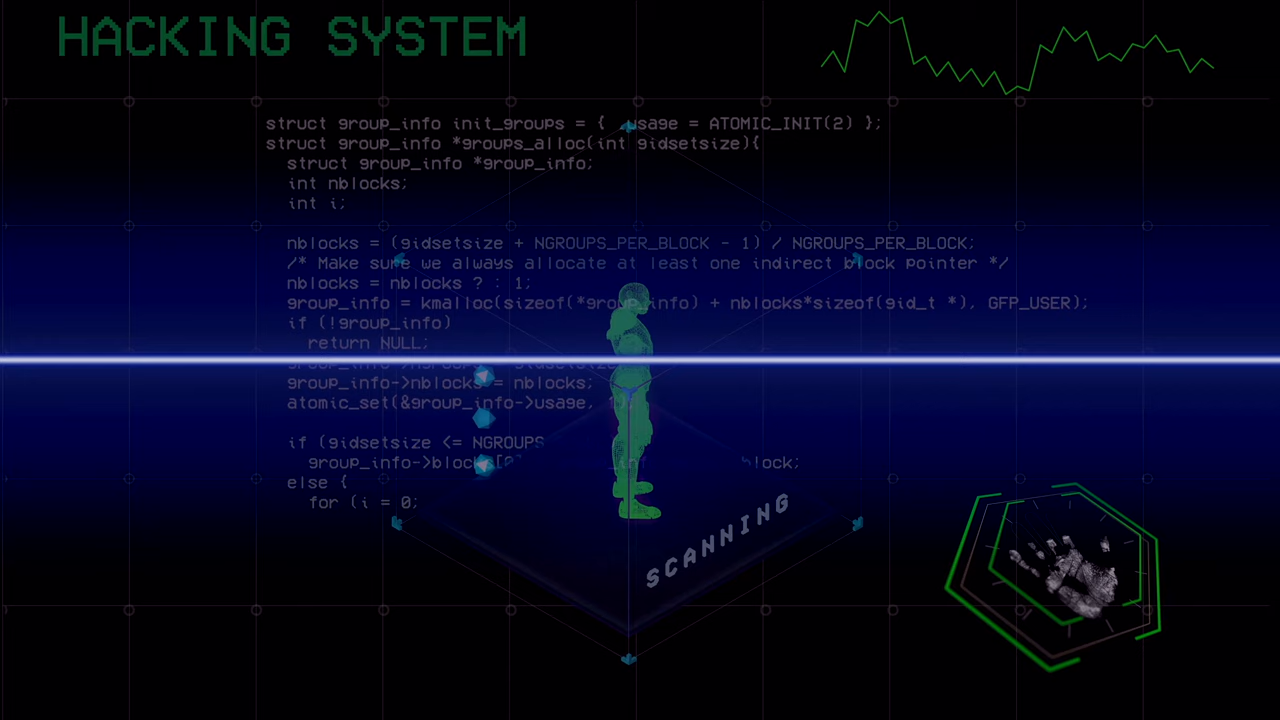 HACKING SYSTEM
struct group_info init_groups = { .usage = ATOMIC_INIT(2) };
struct group_info *groups_alloc(int gidsetsize){
struct group_info *group_info;
int nblocks;
int i;
nblocks = (gidsetsize + NGROUPS_PER_BLOCK - 1) / NGROUPS_PER_BLOCK;
/* Make sure we always allocate at least one indirect block pointer */
nblocks = nblocks ? : 1;
group_info = kmalloc(sizeof(*group_info) + nblocks*sizeof(gid_t *), GFP_USER);
if (!group_info)
return NULL;
group_info->nblocks = nblocks;
atomic_set(&group_info->usage, 1);
if (gidsetsize <= NGROUPS
group_info->blocks[0] block;
else {
for (i = 0;
SCANNING